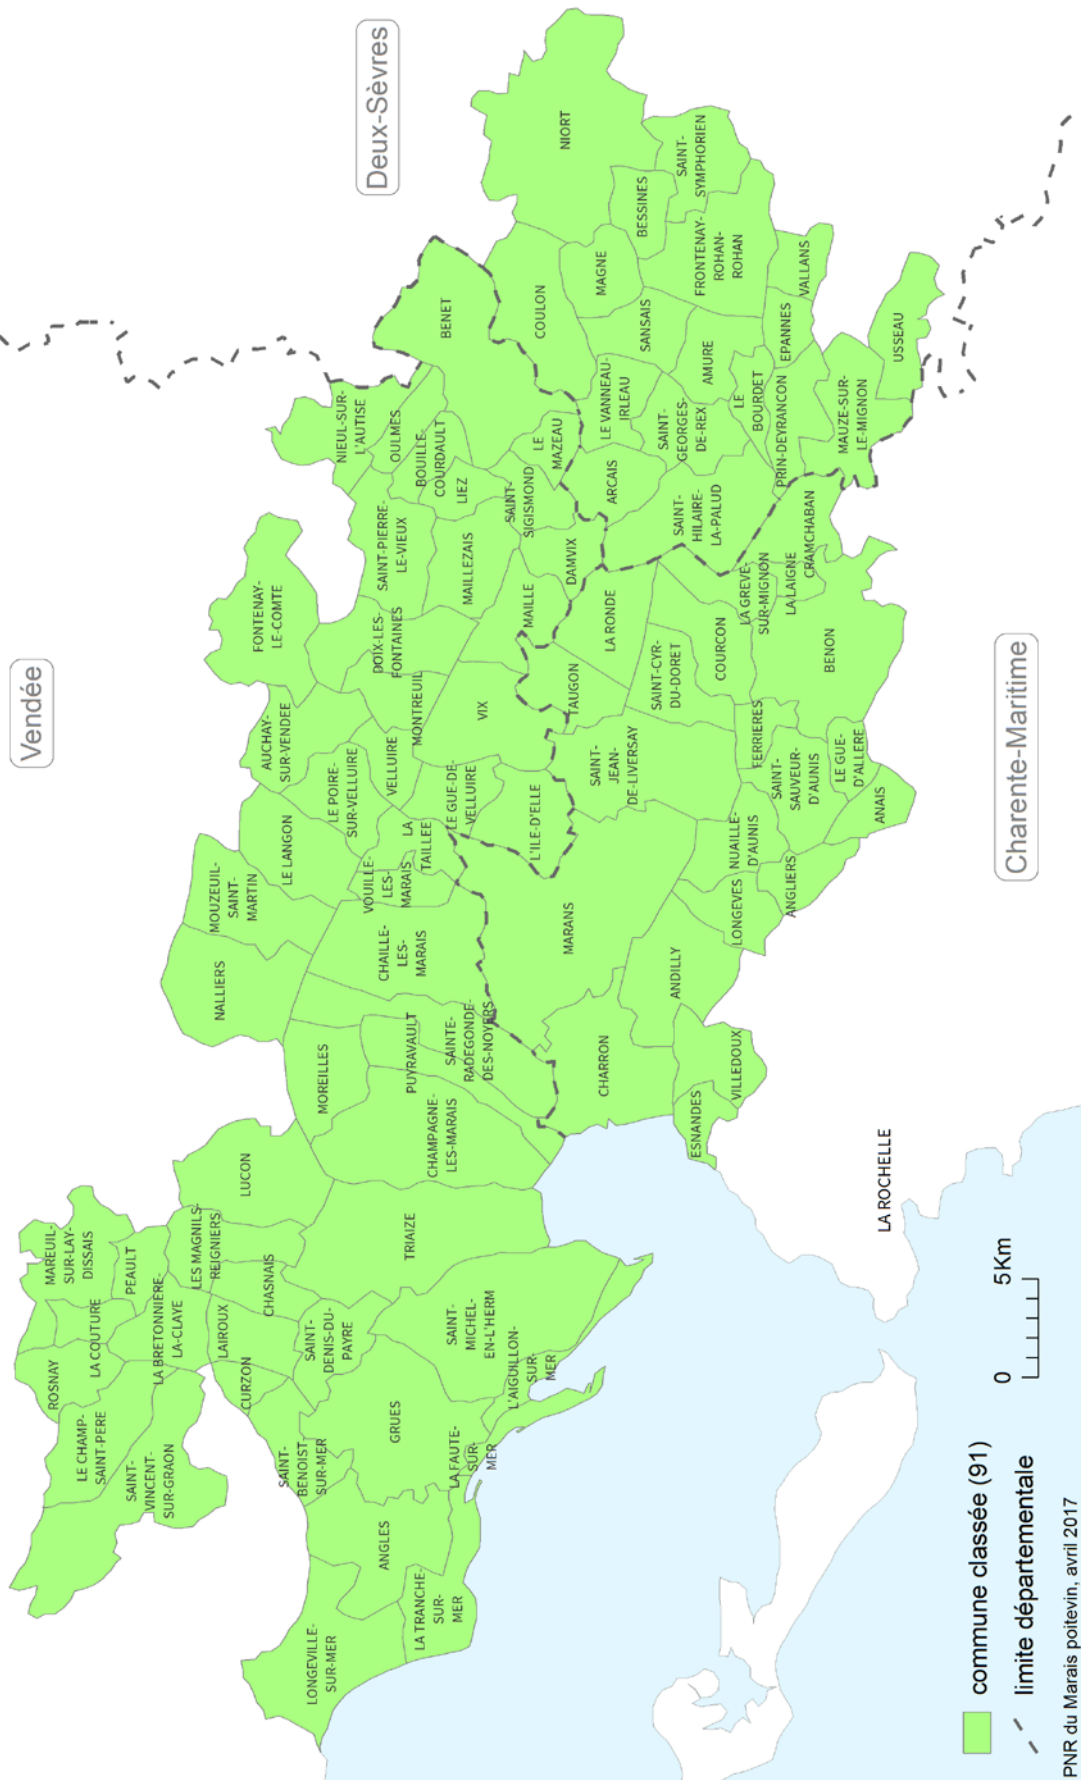 Vendée
Deux-Sèvres
Charente-Maritime
MAREUIL-
SUR-LAY-
DISSAIS
ROSNAY
LA COUTURE
PEAULT
LE CHAMP-
SAINT-PERE
LA BRETONNIERE-
LA-CLAYE
SAINT-
VINCENT-
SUR-GRAON
LES MAGNILS-
REIGNIERS
LUCON
LAIROUX
CHASNAIS
CURZON
SAINT-
DENIS-DU-
PAYRE
SAINT-
BENOIST-
SUR-MER
LONGEVILLE-
SUR-MER
ANGLES
LA TRANCHE-
SUR-
MER
GRUES
LA FAUTE-
SUR-
MER
TRIAIZE
SAINT-
MICHEL-
EN-L'HERM
L'AIGUILLON-
SUR-
MER
NALLIERS
MOUZEUIL-
SAINT-
MARTIN
LE LANGON
AUCHAY-
SUR-VENDEE
FONTENAY-
LE-COMTE
MOREILLES
PUYRAVAULT
CHAMPAGNE-
LES-MARAIS
SAINTE-
RADEGONDE-
DES-NOYERS
CHAILLE-
LES-
MARAIS
VOUILLE-
LES-
MARAIS
LA
TAILLEE
LE POIRE-
SUR-VELLUIRE
VELLUIRE
LE GUE-DE-
VELLUIRE
MONTREUIL
DOIX-LES-
FONTAINES
SAINT-PIERRE-
LE-VIEUX
NIEUL-SUR-
L'AUTISE
OULMES
BOUILLE-
COURDAULT
LIEZ
MAILLEZAIS
SAINT-
SIGISMOND
LE
MAZEAU
BENET
VIX
MAILLE
DAMVIX
L'ILE-D'ELLE
NIORT
COULON
MAGNE
BESSINES
SAINT-
SYMPHORIEN
SANSAIS
FRONTENAY-
ROHAN-
ROHAN
LE VANNEAU-
IRLEAU
ARCAIS
AMURE
SAINT-
GEORGES-
DE-REX
LE
BOURDET
EPANNES
VALLANS
SAINT-
HILAIRE-
LA-PALUD
PRIN-DEYRANCON
MAUZE-SUR-
LE-MIGNON
USSEAU
TAUGON
LA RONDE
SAINT-CYR-
DU-DORET
COURCON
LA GREVE-
SUR-MIGNON
LA LAIGNE
CRAMCHABAN
BENON
FERRIERES
SAINT-
JEAN-
DE-LIVERSAY
SAINT-
SAUVEUR-
D'AUNIS
LE GUE-
D'ALLERE
ANAIS
NUAILLE-
D'AUNIS
ANGLIERS
LONGEVES
MARANS
ANDILLY
CHARRON
VILLEDOUX
ESNANDES
LA ROCHELLE
0
5Km
commune classée (91)
limite départementale
PNR du Marais poitevin, avril 2017